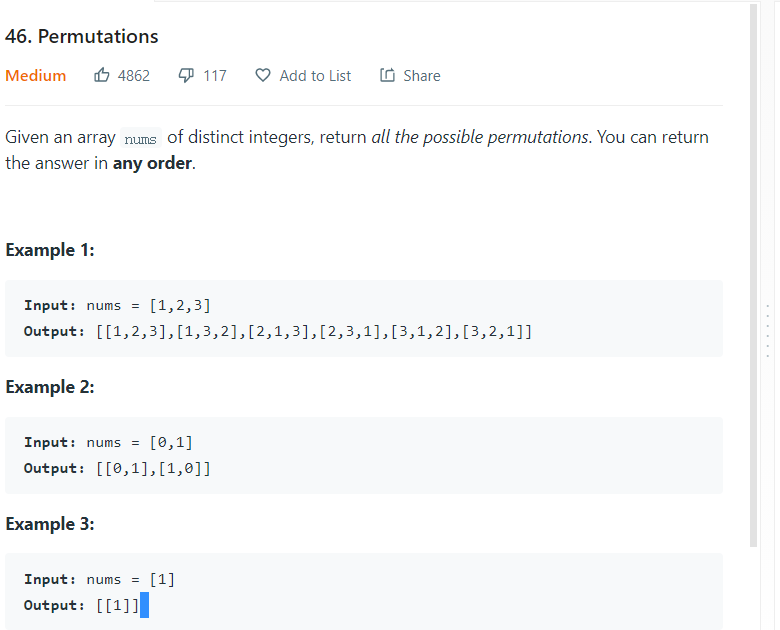 46. Permutations
Medium 4862 117 Add to List Share
Given an array nums of distinct integers, return all the possible permutations. You can return
the answer in any order.
Example 1:
Input: nums = [1,2,3]
Output: [[1,2,3],[1,3,2],[2,1,3],[2,3,1],[3,1,2],[3,2,1]]
Example 2:
Input: nums = [0,1]
Output: [[0,1],[1,0]]
Example 3:
Input: nums = [1]
Output: [[1]]